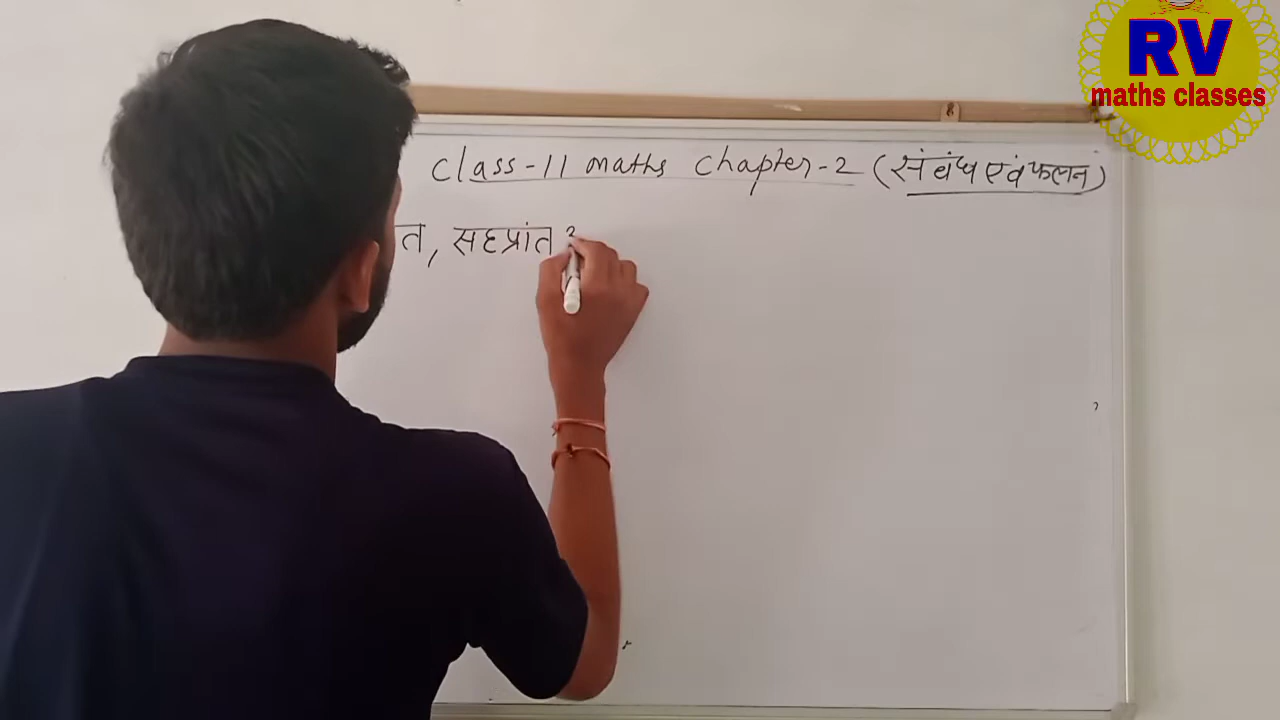 RV
maths classes
Class-11 maths Chapter-2 (संबंध एवं फलन)
त, सहप्रांत